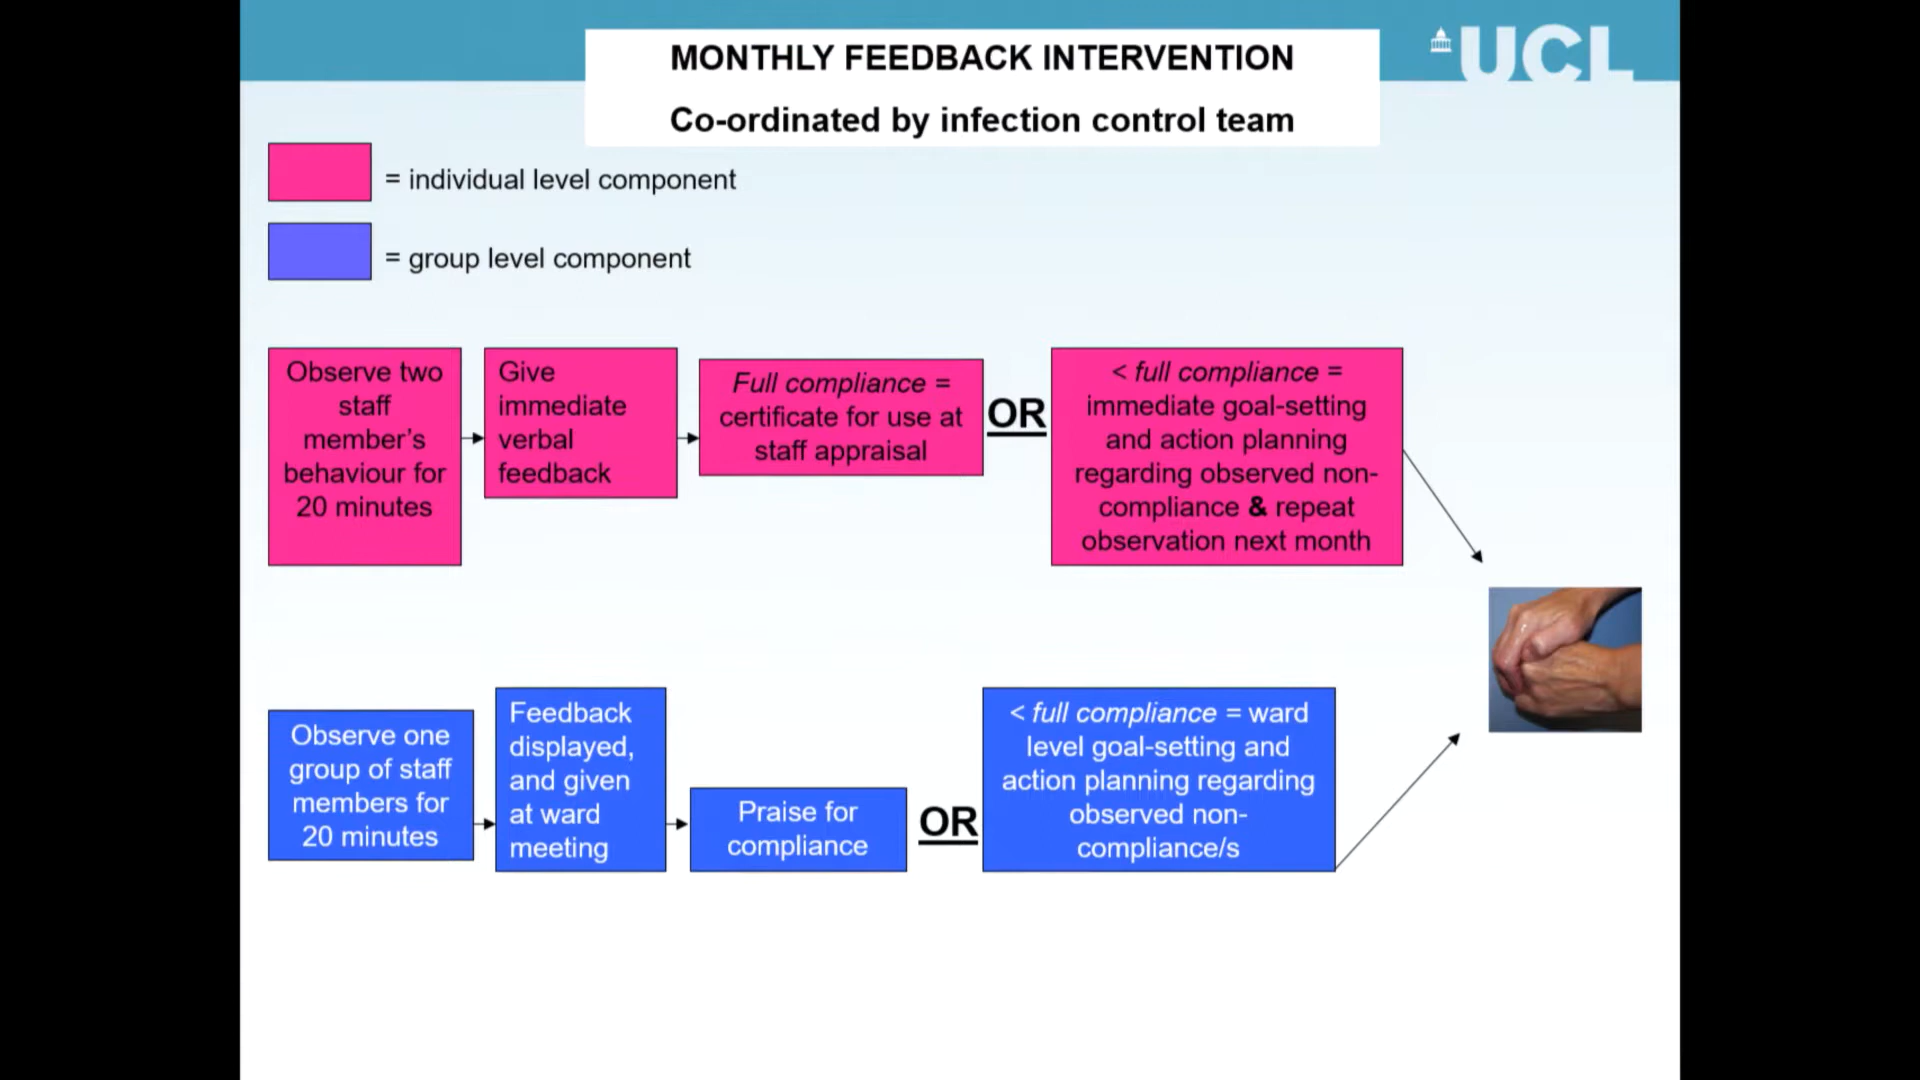 MONTHLY FEEDBACK INTERVENTION
Co-ordinated by infection control team
UCL
= individual level component
= group level component
Observe two
staff
member’s
behaviour for
20 minutes
Give
immediate
verbal
feedback
Full compliance =
certificate for use at
staff appraisal
OR
< full compliance =
immediate goal-setting
and action planning
regarding observed non-
compliance & repeat
observation next month
Observe one
group of staff
members for
20 minutes
Feedback
displayed,
and given
at ward
meeting
Praise for
compliance
OR
< full compliance = ward
level goal-setting and
action planning regarding
observed non-
compliance/s